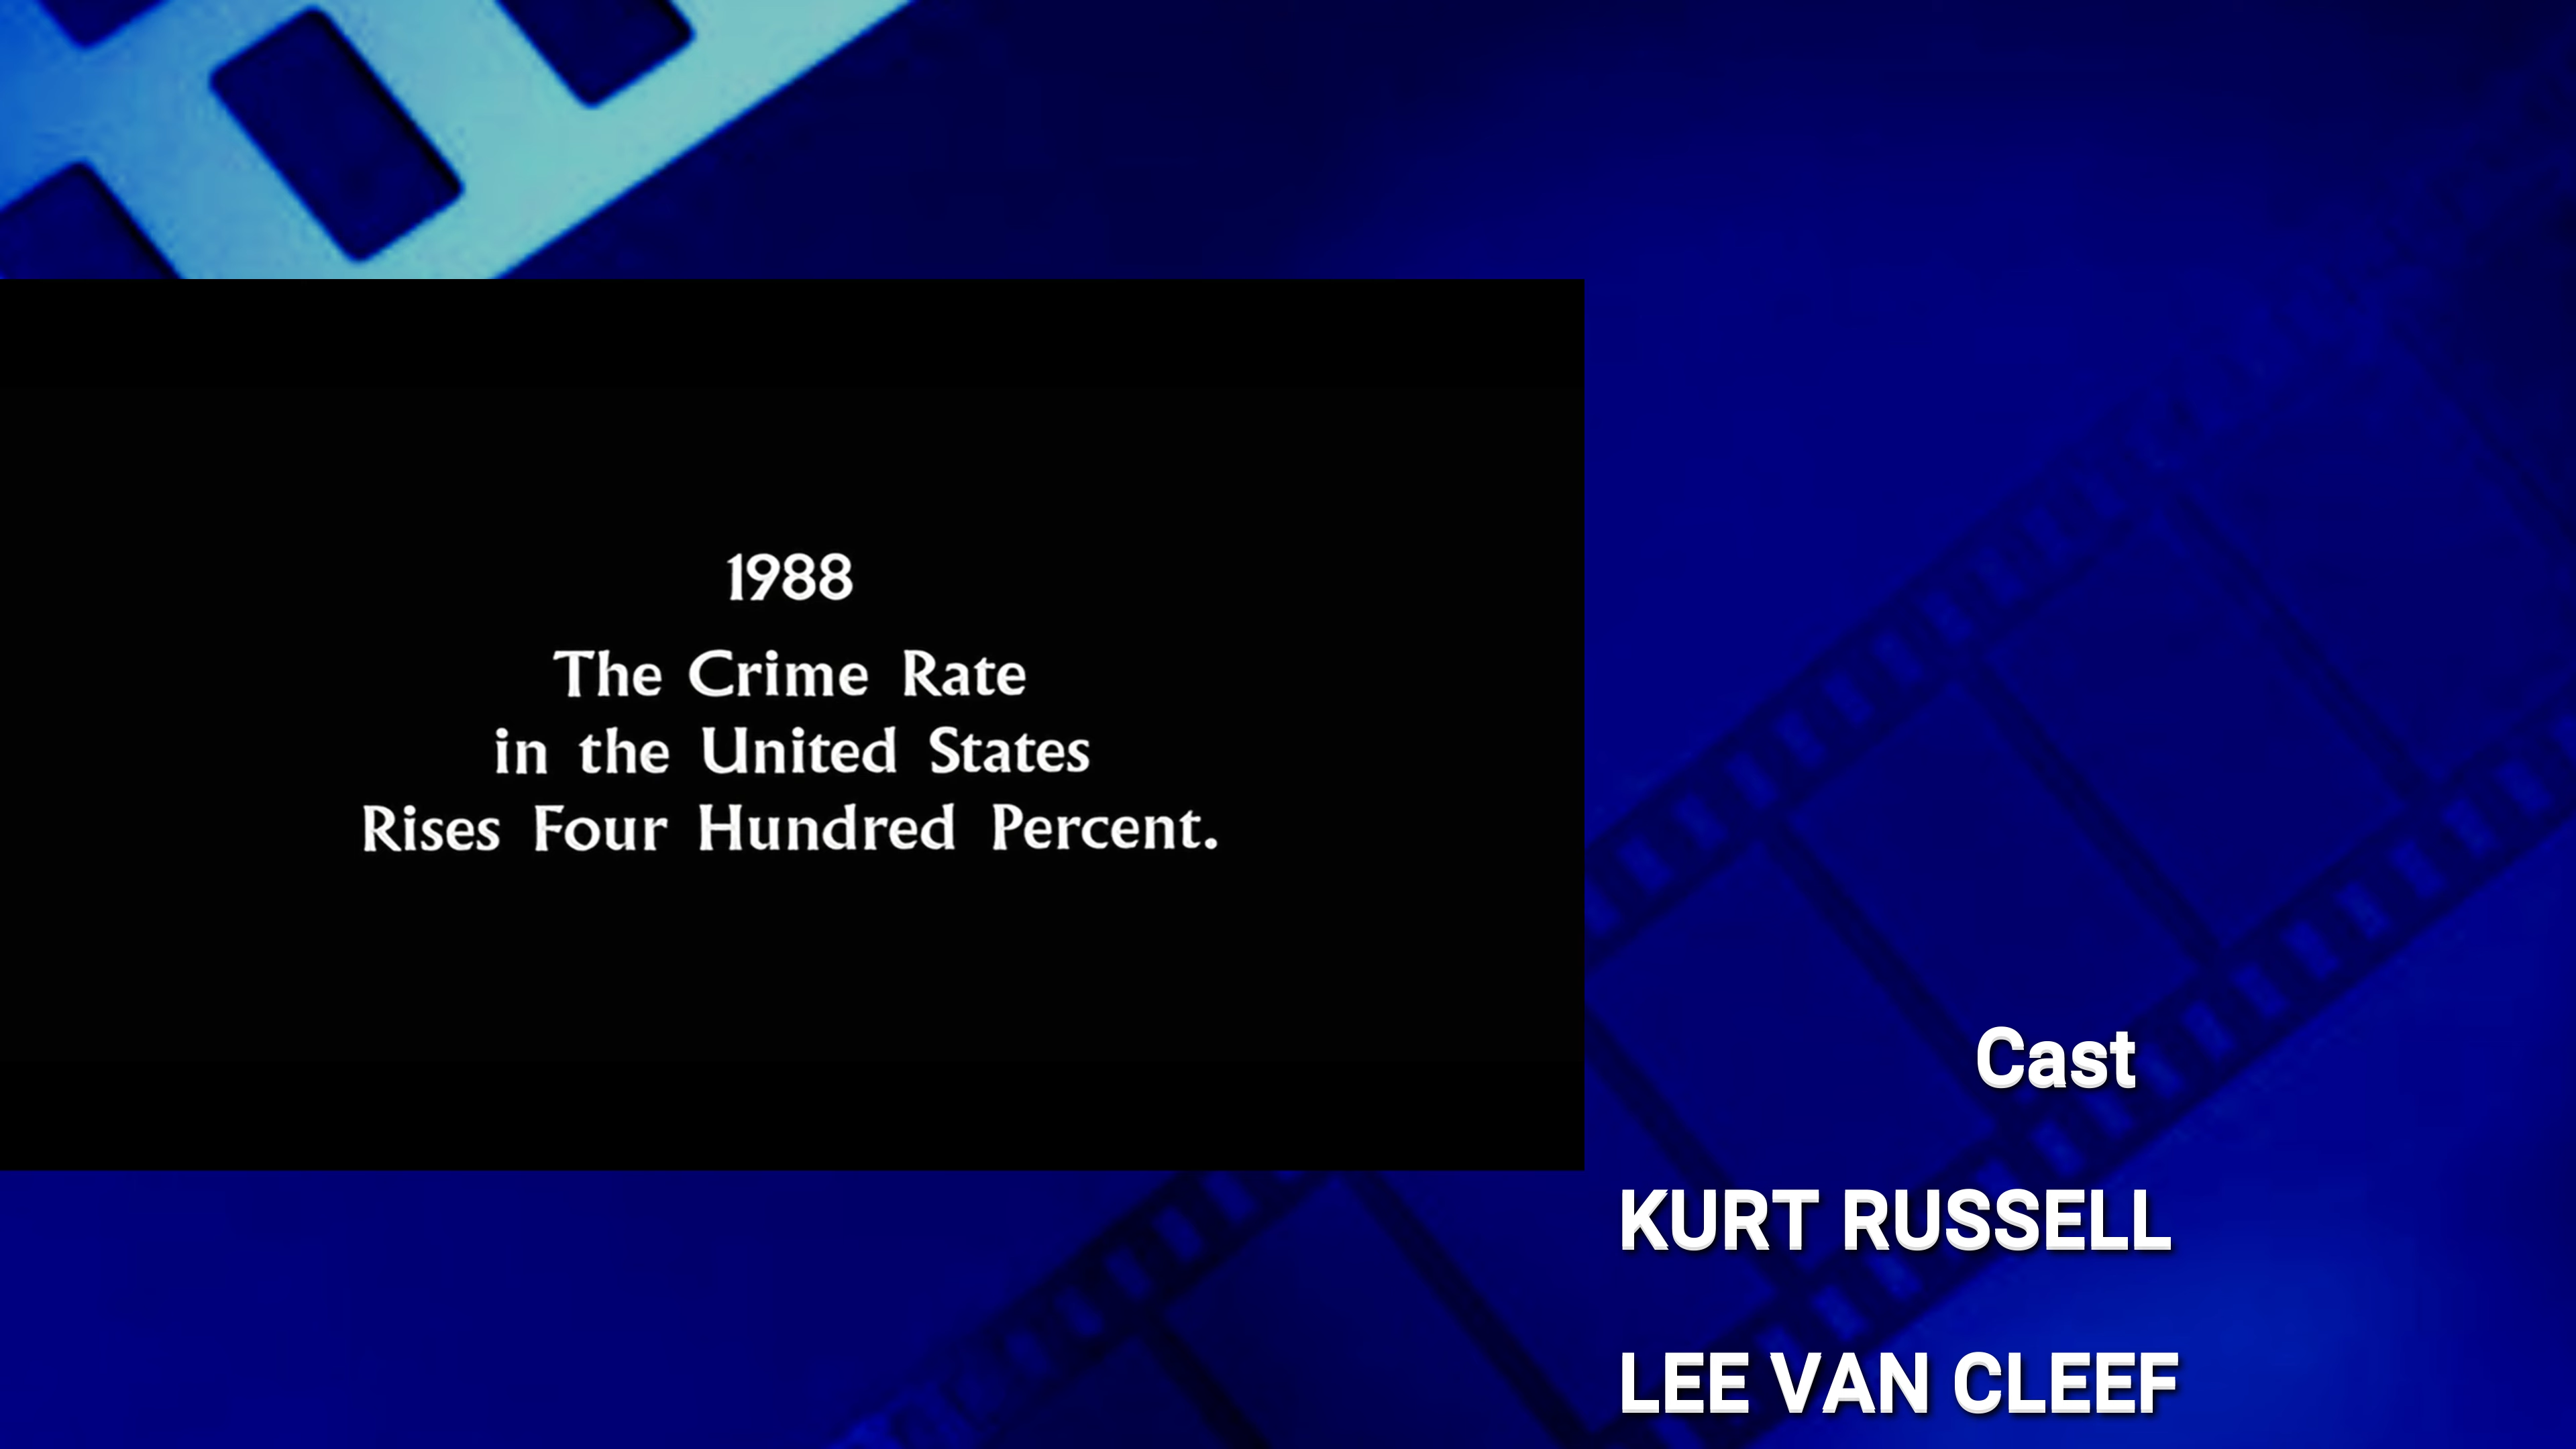 1988
The Crime Rate
in the United States
Rises Four Hundred Percent.
Cast
KURT RUSSELL
LEE VAN CLEEF